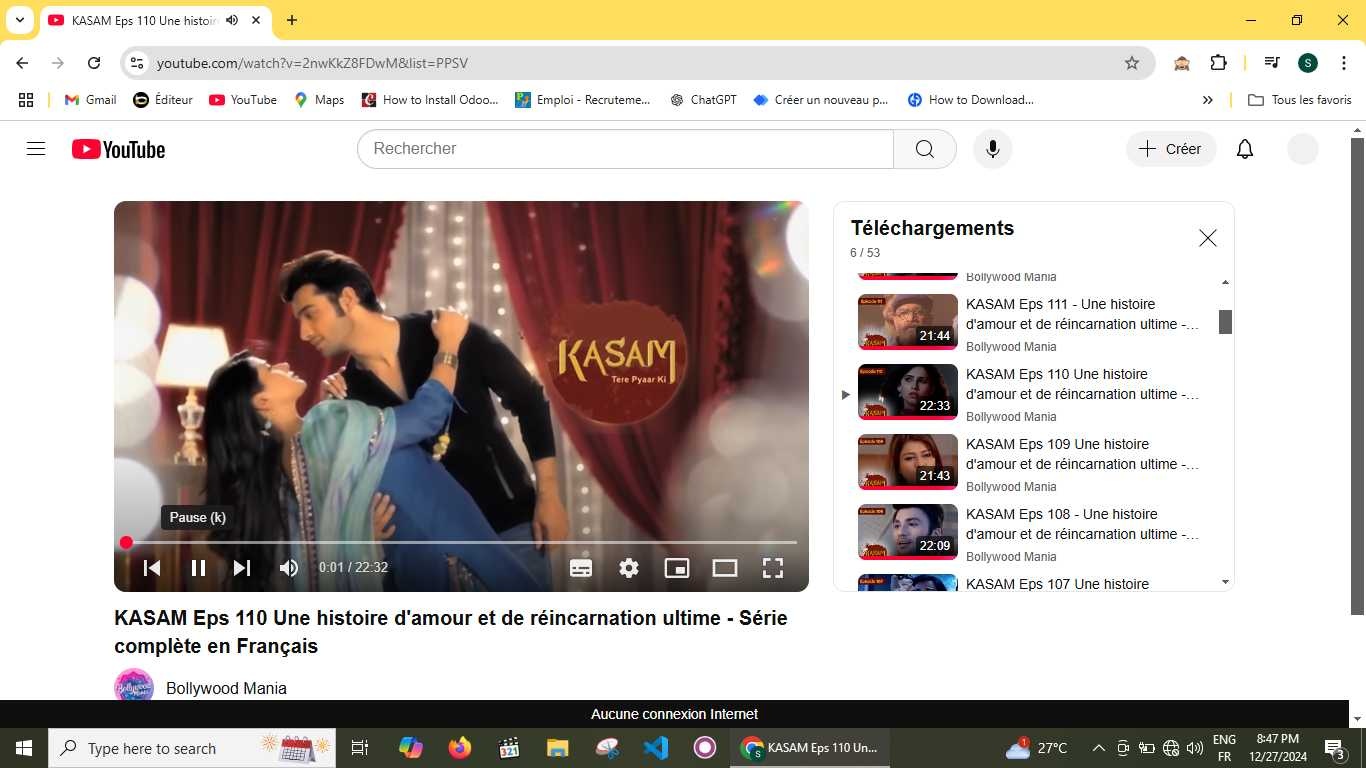 KASAM Eps 110 Une histoir
youtube.com/watch?v=2nwKkZ8FDwM&list=PPSV
S
Gmail
Éditeur
YouTube
Maps
How to Install Odoo...
Emploi - Recruteme...
ChatGPT
Créer un nouveau p...
How to Download...
Tous les favoris
YouTube
Rechercher
Créer
KASAM
Tere Pyaar Ki
Pause (k)
0:01 / 22:32
KASAM Eps 110 Une histoire d'amour et de réincarnation ultime - Série
complète en Français
Bollywood Mania
Téléchargements
6 / 53
Bollywood Mania
21:44
KASAM Eps 111 - Une histoire
d'amour et de réincarnation ultime -...
Bollywood Mania
22:33
KASAM Eps 110 Une histoire
d'amour et de réincarnation ultime -...
Bollywood Mania
21:43
KASAM Eps 109 Une histoire
d'amour et de réincarnation ultime -...
Bollywood Mania
22:09
KASAM Eps 108 - Une histoire
d'amour et de réincarnation ultime -...
Bollywood Mania
KASAM Eps 107 Une histoire
Aucune connexion Internet
Type here to search
KASAM Eps 110 Un...
27°C
ENG
FR
8:47 PM
12/27/2024
3